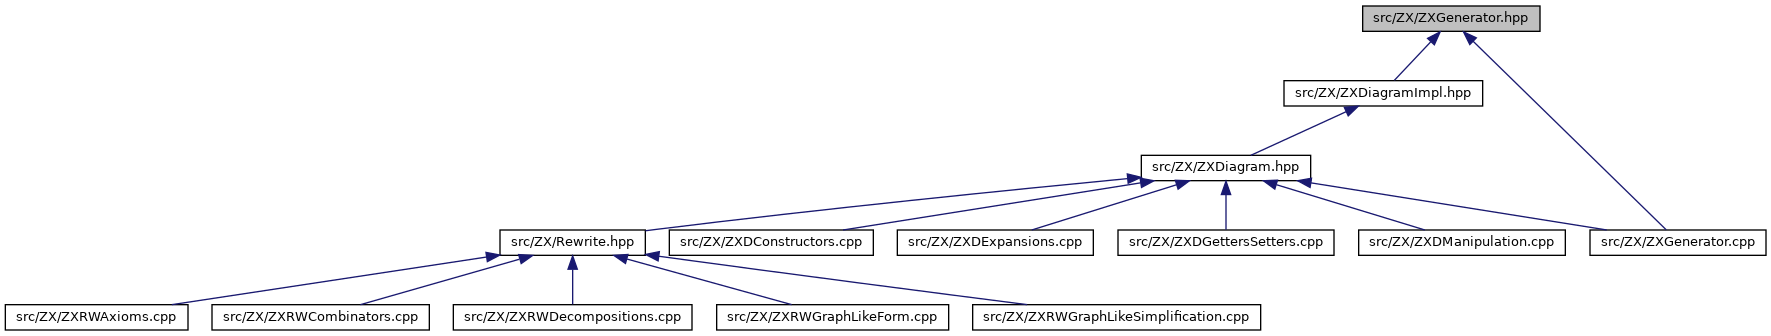 src/ZX/ZXGenerator.hpp
src/ZX/ZXDiagramImpl.hpp
src/ZX/ZXDiagram.hpp
src/ZX/Rewrite.hpp
src/ZX/ZXDConstructors.cpp
src/ZX/ZXDExpansions.cpp
src/ZX/ZXDGettersSetters.cpp
src/ZX/ZXDManipulation.cpp
src/ZX/ZXGenerator.cpp
src/ZX/ZXRWAxioms.cpp
src/ZX/ZXRWCombinators.cpp
src/ZX/ZXRWDecompositions.cpp
src/ZX/ZXRWGraphLikeForm.cpp
src/ZX/ZXRWGraphLikeSimplification.cpp